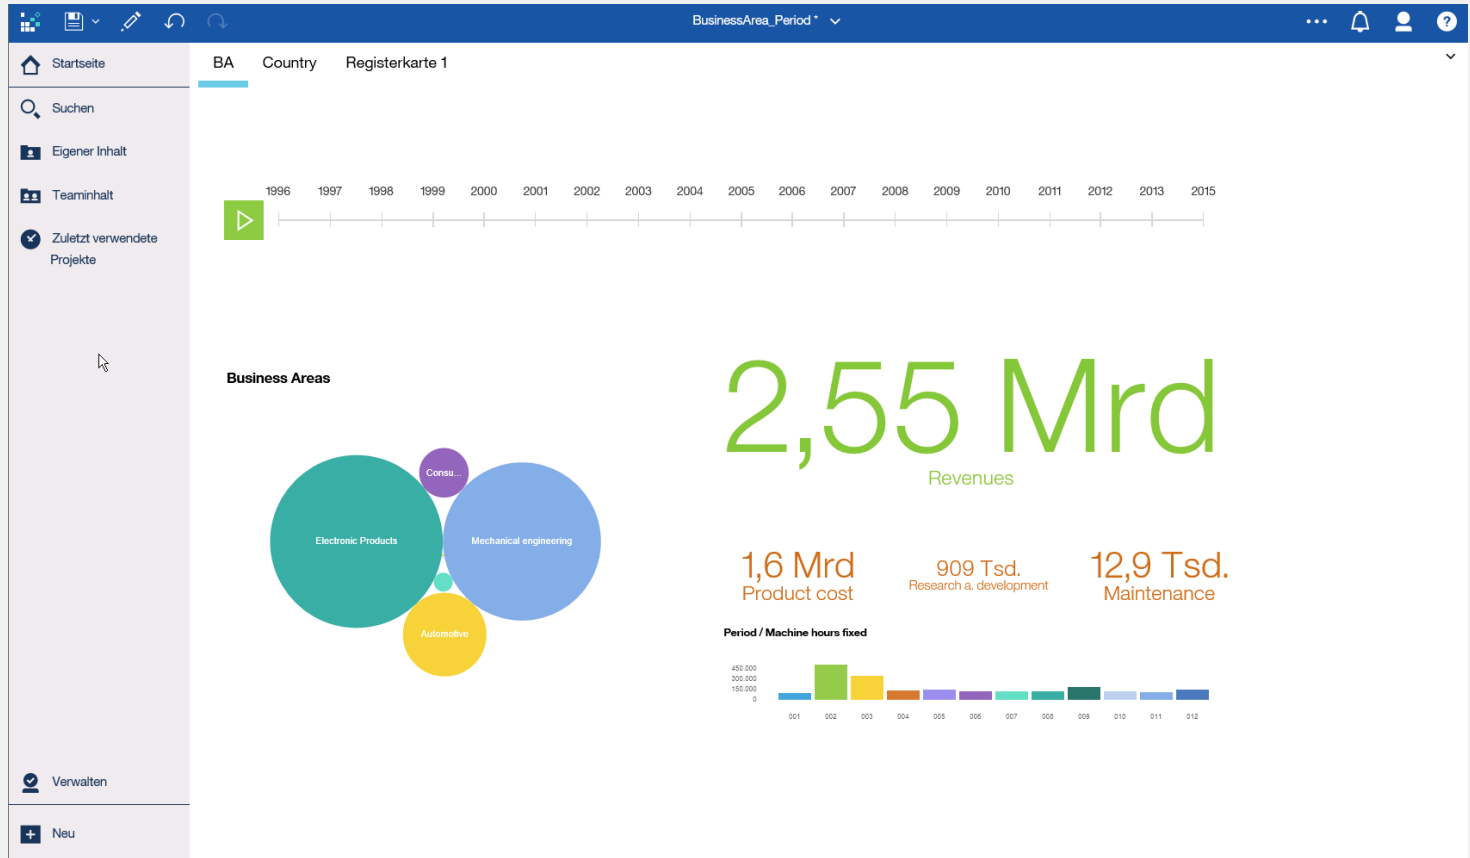 BusinessArea_Period *
?
Startseite
Suchen
Eigener Inhalt
Teaminhalt
Zuletzt verwendete
Projekte
Verwalten
Neu
BA Country Registerkarte 1
1996 1997 1998 1999 2000 2001 2002 2003 2004 2005 2006 2007 2008 2009 2010 2011 2012 2013 2015
Business Areas
Consu...
Electronic Products
Mechanical engineering
Automotive
2,55 Mrd
Revenues
1,6 Mrd
Product cost
909 Tsd.
Research a. development
12,9 Tsd.
Maintenance
Period / Machine hours fixed
450.000
300.000
150.000
0
001 002 003 004 005 006 007 008 009 010 011 012